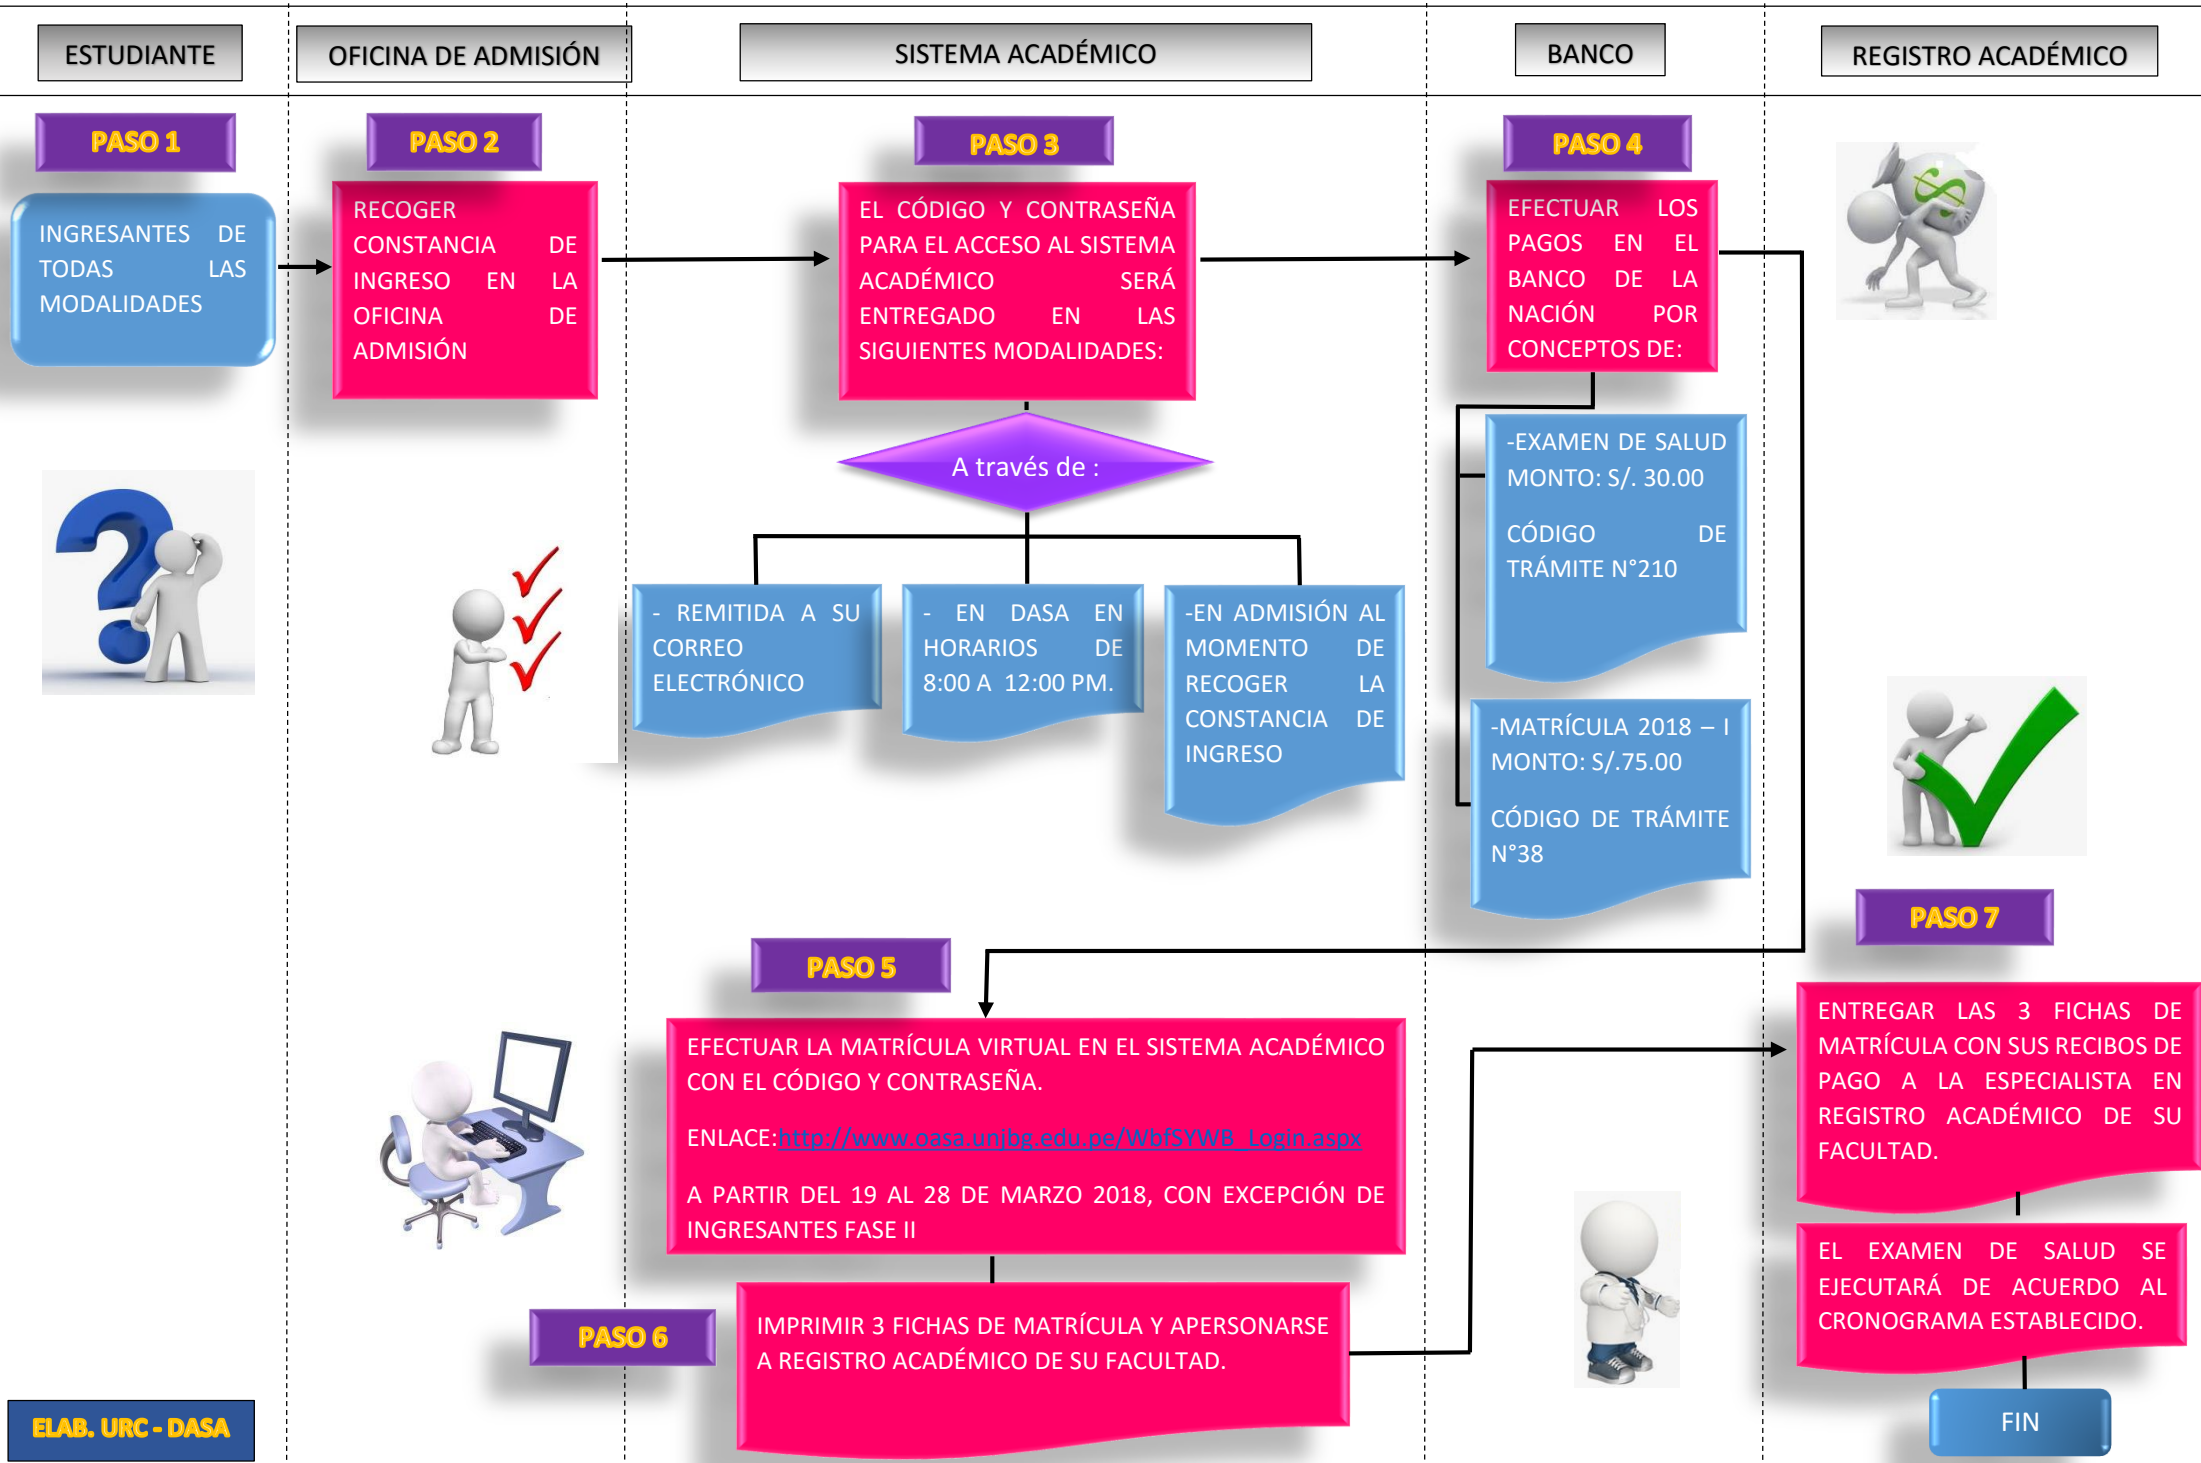 ESTUDIANTE
OFICINA DE ADMISIÓN
SISTEMA ACADÉMICO
BANCO
REGISTRO ACADÉMICO
PASO 1
INGRESANTES DE
TODAS LAS
MODALIDADES
PASO 2
RECOGER
CONSTANCIA DE
INGRESO EN LA
OFICINA DE
ADMISIÓN
PASO 3
EL CÓDIGO Y CONTRASEÑA
PARA EL ACCESO AL SISTEMA
ACADÉMICO SERÁ
ENTREGADO EN LAS
SIGUIENTES MODALIDADES:
A través de :
- REMITIDA A SU
CORREO
ELECTRÓNICO
- EN DASA EN
HORARIOS DE
8:00 A 12:00 PM.
-EN ADMISIÓN AL
MOMENTO DE
RECOGER LA
CONSTANCIA DE
INGRESO
PASO 4
EFECTUAR LOS
PAGOS EN EL
BANCO DE LA
NACIÓN POR
CONCEPTOS DE:
-EXAMEN DE SALUD
MONTO: S/. 30.00
CÓDIGO DE
TRÁMITE N°210
-MATRÍCULA 2018 – I
MONTO: S/.75.00
CÓDIGO DE TRÁMITE
N°38
PASO 5
EFECTUAR LA MATRÍCULA VIRTUAL EN EL SISTEMA ACADÉMICO
CON EL CÓDIGO Y CONTRASEÑA.
ENLACE:http://www.oasa.unjbg.edu.pe/WbfSYWB_Login.aspx
A PARTIR DEL 19 AL 28 DE MARZO 2018, CON EXCEPCIÓN DE
INGRESANTES FASE II
PASO 6
IMPRIMIR 3 FICHAS DE MATRÍCULA Y APERSONARSE
A REGISTRO ACADÉMICO DE SU FACULTAD.
PASO 7
ENTREGAR LAS 3 FICHAS DE
MATRÍCULA CON SUS RECIBOS DE
PAGO A LA ESPECIALISTA EN
REGISTRO ACADÉMICO DE SU
FACULTAD.
EL EXAMEN DE SALUD SE
EJECUTARÁ DE ACUERDO AL
CRONOGRAMA ESTABLECIDO.
FIN
ELAB. URC - DASA